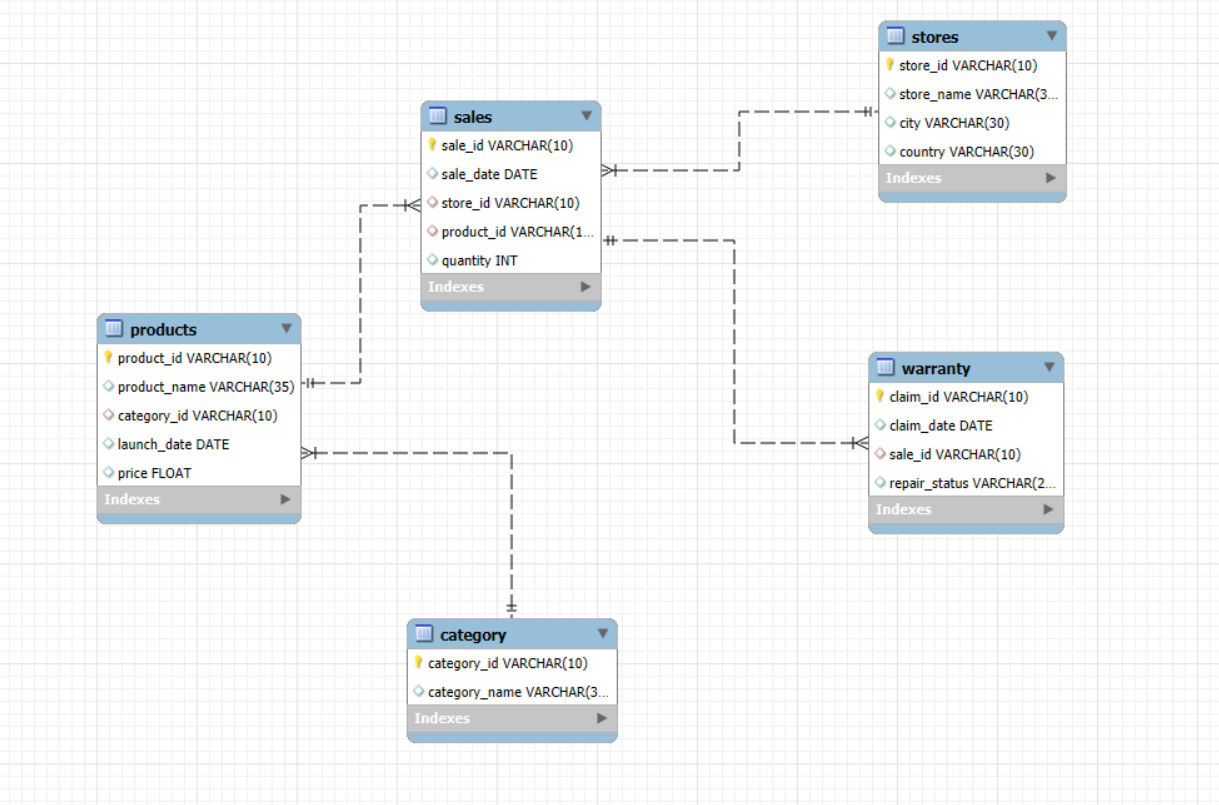 stores
store_id VARCHAR(10)
store_name VARCHAR(3...
city VARCHAR(30)
country VARCHAR(30)
Indexes
sales
sale_id VARCHAR(10)
sale_date DATE
store_id VARCHAR(10)
product_id VARCHAR(1...
quantity INT
Indexes
products
product_id VARCHAR(10)
product_name VARCHAR(35)
category_id VARCHAR(10)
launch_date DATE
price FLOAT
Indexes
warranty
claim_id VARCHAR(10)
claim_date DATE
sale_id VARCHAR(10)
repair_status VARCHAR(2...
Indexes
category
category_id VARCHAR(10)
category_name VARCHAR(3...
Indexes